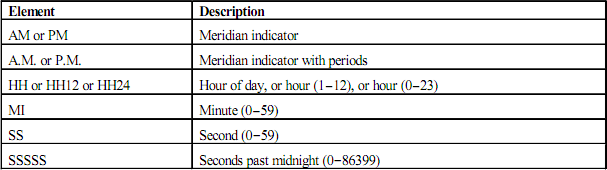 Element Description
AM or PM Meridian indicator
A.M. or P.M. Meridian indicator with periods
HH or HH12 or HH24 Hour of day, or hour (1−12), or hour (0−23)
MI Minute (0−59)
SS Second (0−59)
SSSSS Seconds past midnight (0−86399)